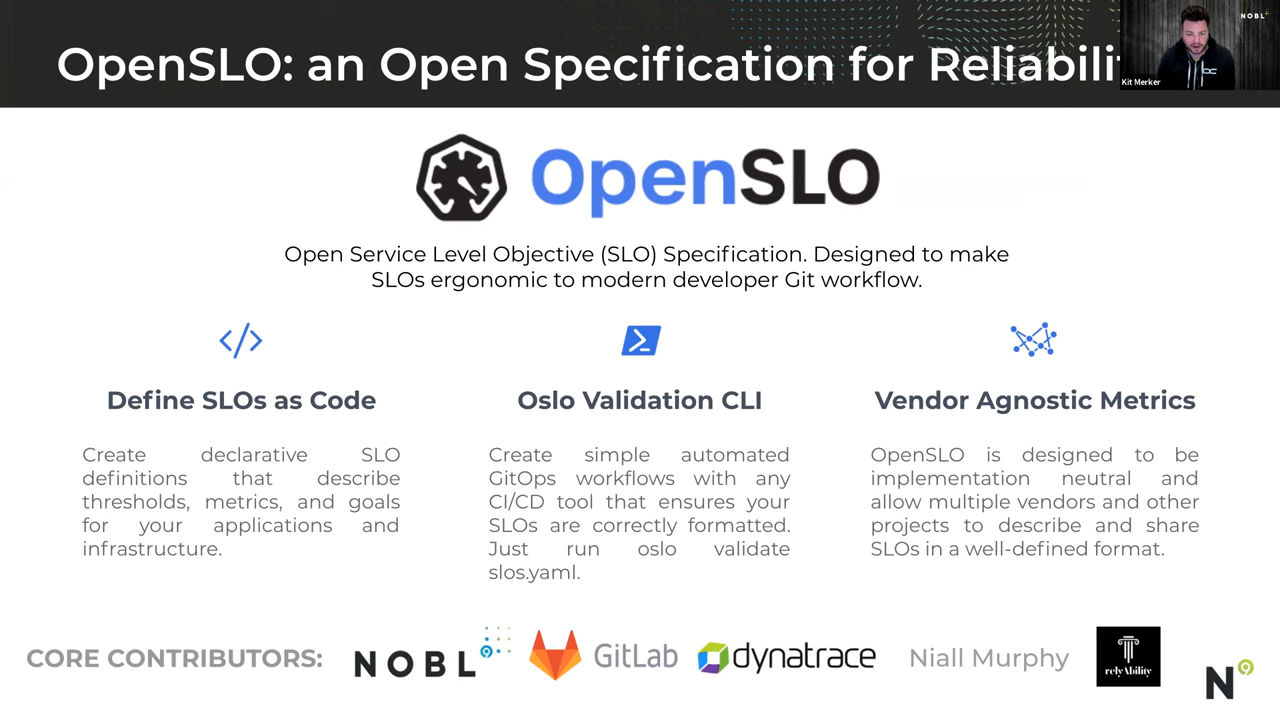 OpenSLO: an Open Specification for Reliabili
NOBL
Kit Merker
OpenSLO
Open Service Level Objective (SLO) Specification. Designed to make
SLOs ergonomic to modern developer Git workflow.
Define SLOs as Code
Create declarative SLO
definitions that describe
thresholds, metrics, and goals
for your applications and
infrastructure.
Oslo Validation CLI
Create simple automated
GitOps workflows with any
CI/CD tool that ensures your
SLOs are correctly formatted.
Just run oslo validate
slos.yaml.
Vendor Agnostic Metrics
OpenSLO is designed to be
implementation neutral and
allow multiple vendors and other
projects to describe and share
SLOs in a well-defined format.
CORE CONTRIBUTORS: NOBL9 GitLab dynatrace Niall Murphy relyAbility
N9